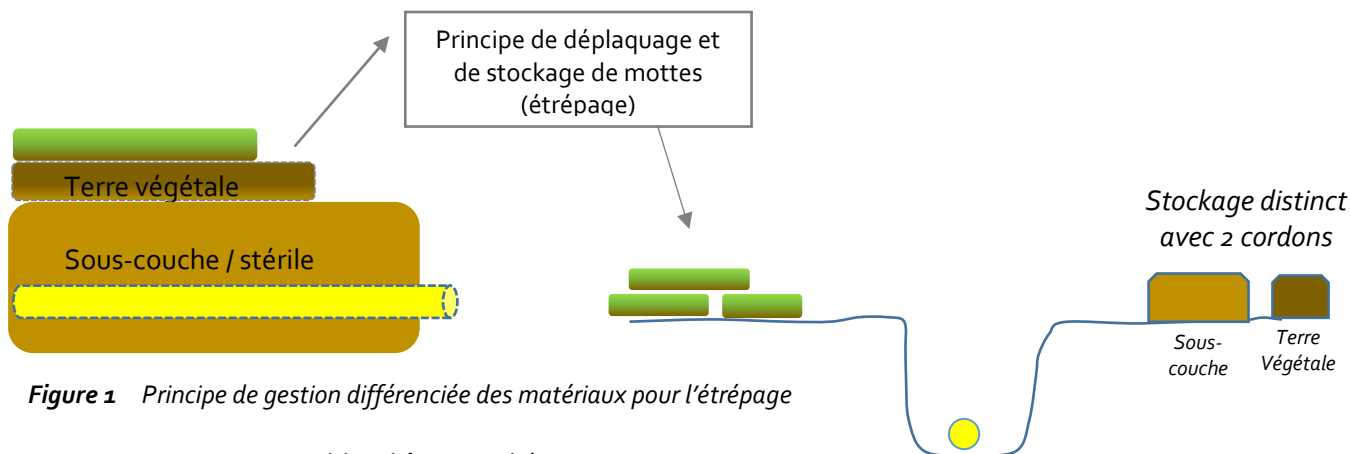 Principe de déplaquage et
de stockage de mottes
(étrépage)
Terre végétale
Sous-couche / stérile
Stockage distinct
avec 2 cordons
Sous-
couche
Terre
Végétale
Figure 1 Principe de gestion différenciée des matériaux pour l'étrépage